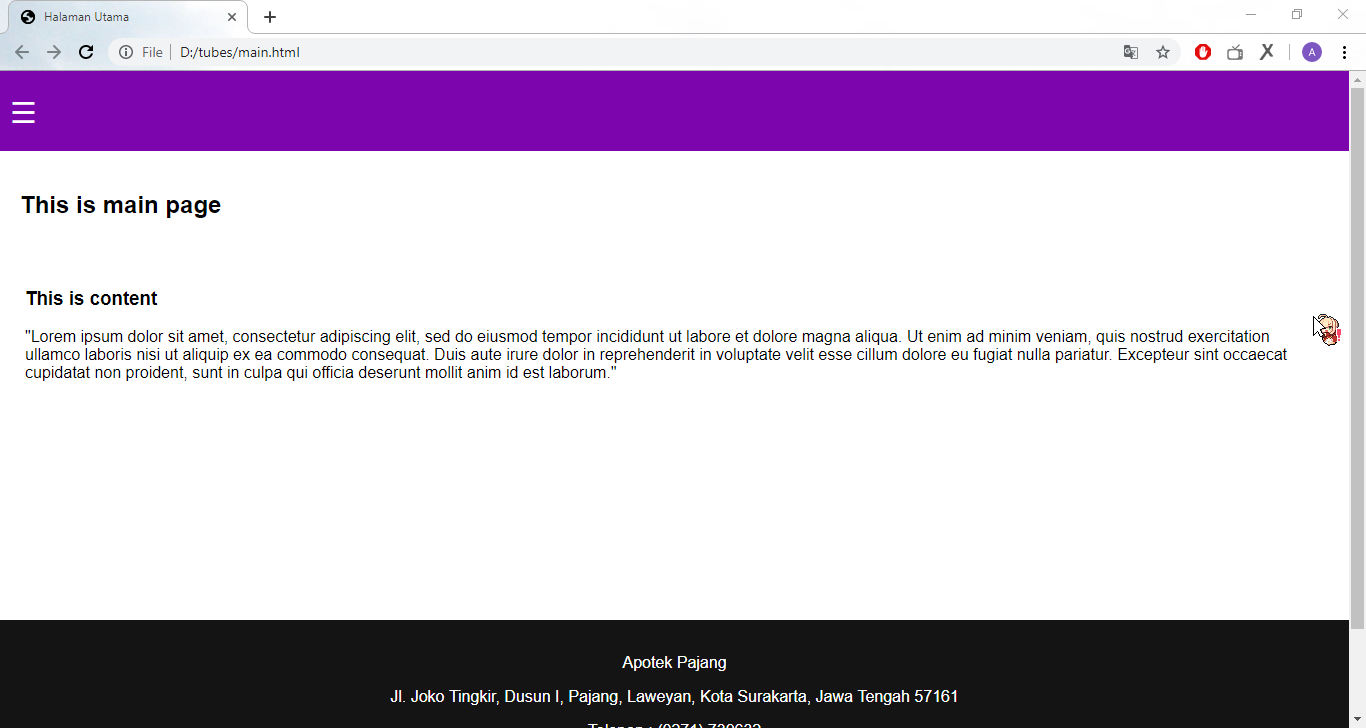 Halaman Utama
File D:/tubes/main.html
A
This is main page
This is content
"Lorem ipsum dolor sit amet, consectetur adipiscing elit, sed do eiusmod tempor incididunt ut labore et dolore magna aliqua. Ut enim ad minim veniam, quis nostrud exercitation
ullamco laboris nisi ut aliquip ex ea commodo consequat. Duis aute irure dolor in reprehenderit in voluptate velit esse cillum dolore eu fugiat nulla pariatur. Excepteur sint occaecat
cupidatat non proident, sunt in culpa qui officia deserunt mollit anim id est laborum."
Apotek Pajang
Jl. Joko Tingkir, Dusun I, Pajang, Laweyan, Kota Surakarta, Jawa Tengah 57161
Telepon : (0271)